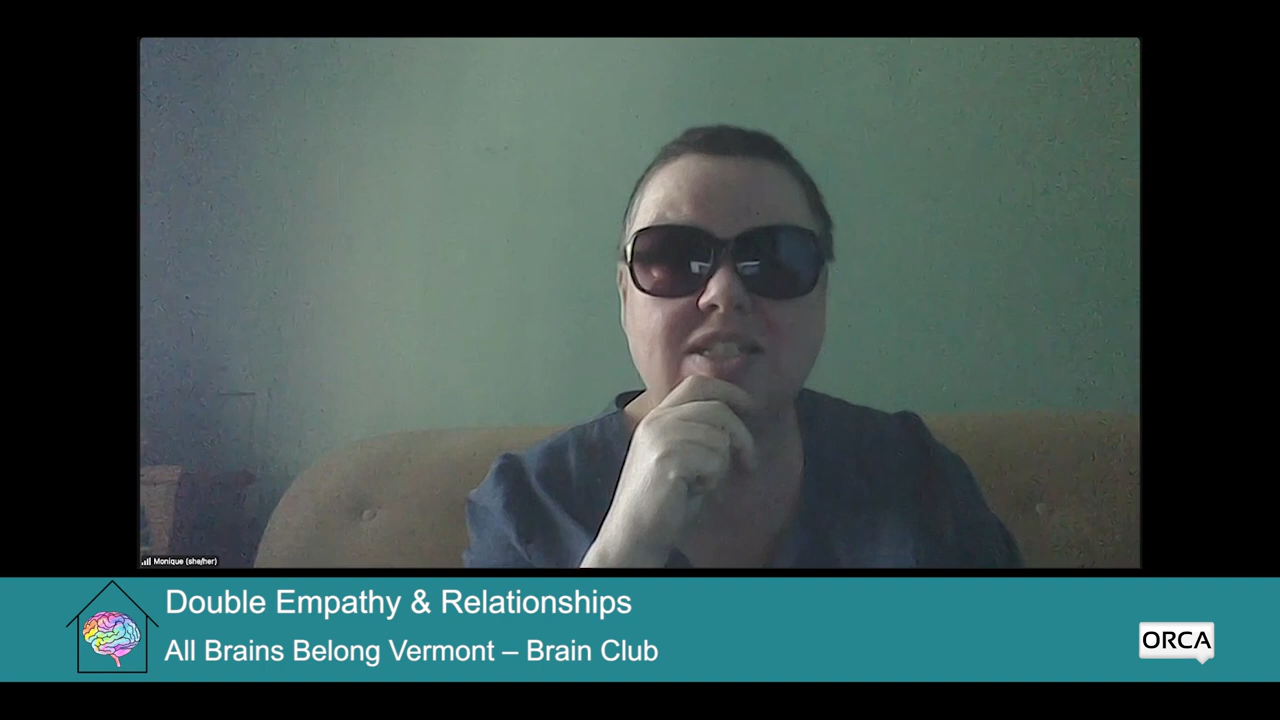 Monique (she/her)
Double Empathy & Relationships
All Brains Belong Vermont – Brain Club
ORCA